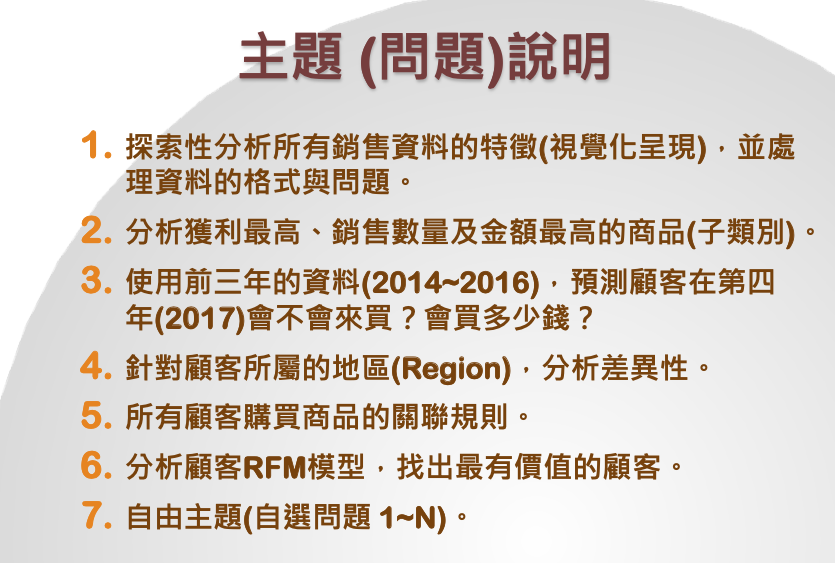 主題 (問題)說明
1. 探索性分析所有銷售資料的特徵(視覺化呈現)，並處
理資料的格式與問題。
2. 分析獲利最高、銷售數量及金額最高的商品(子類別)。
3. 使用前三年的資料(2014~2016)，預測顧客在第四
年(2017)會不會來買？會買多少錢？
4. 針對顧客所屬的地區(Region)，分析差異性。
5. 所有顧客購買商品的關聯規則。
6. 分析顧客RFM模型，找出最有價值的顧客。
7. 自由主題(自選問題 1~N)。